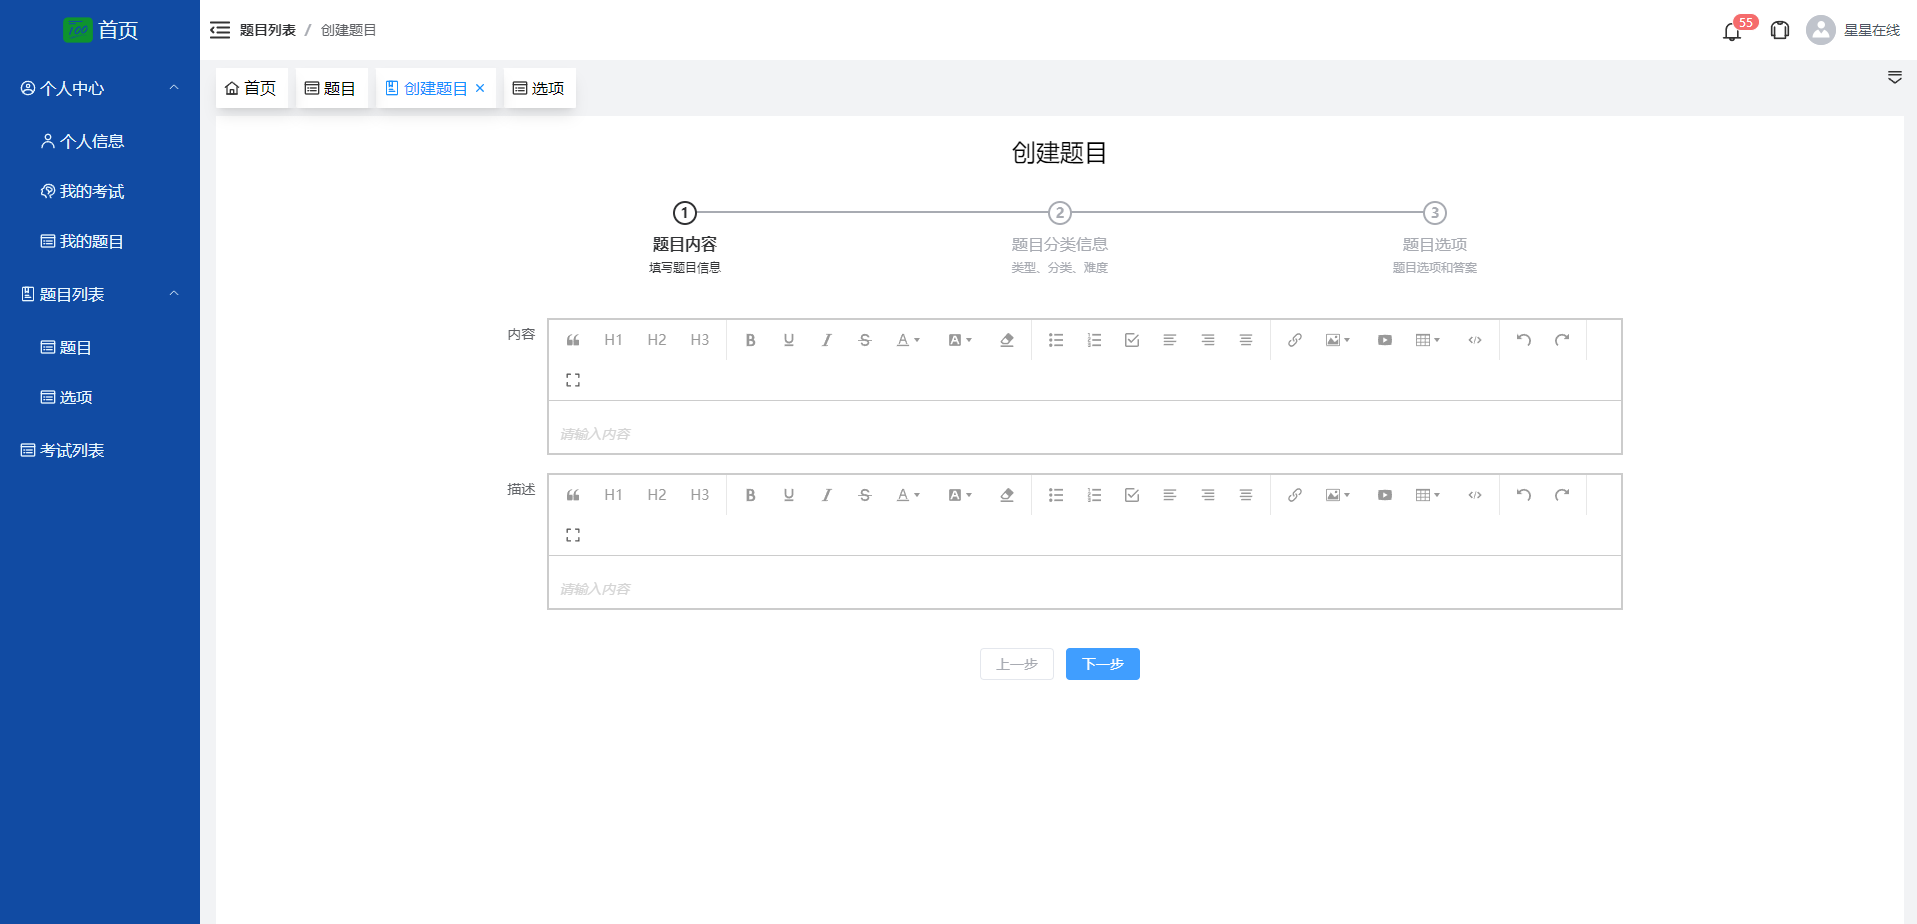 100 首页
个人中心
个人信息
我的考试
我的题目
题目列表
题目
选项
考试列表
题目列表 / 创建题目
55
星星在线
首页 题目 创建题目 × 选项
创建题目
1 2 3
题目内容 题目分类信息 题目选项
填写题目信息 类型、分类、难度 题目选项和答案
内容
H1 H2 H3 B U I S A A
请输入内容
描述
H1 H2 H3 B U I S A A
请输入内容
上一步 下一步